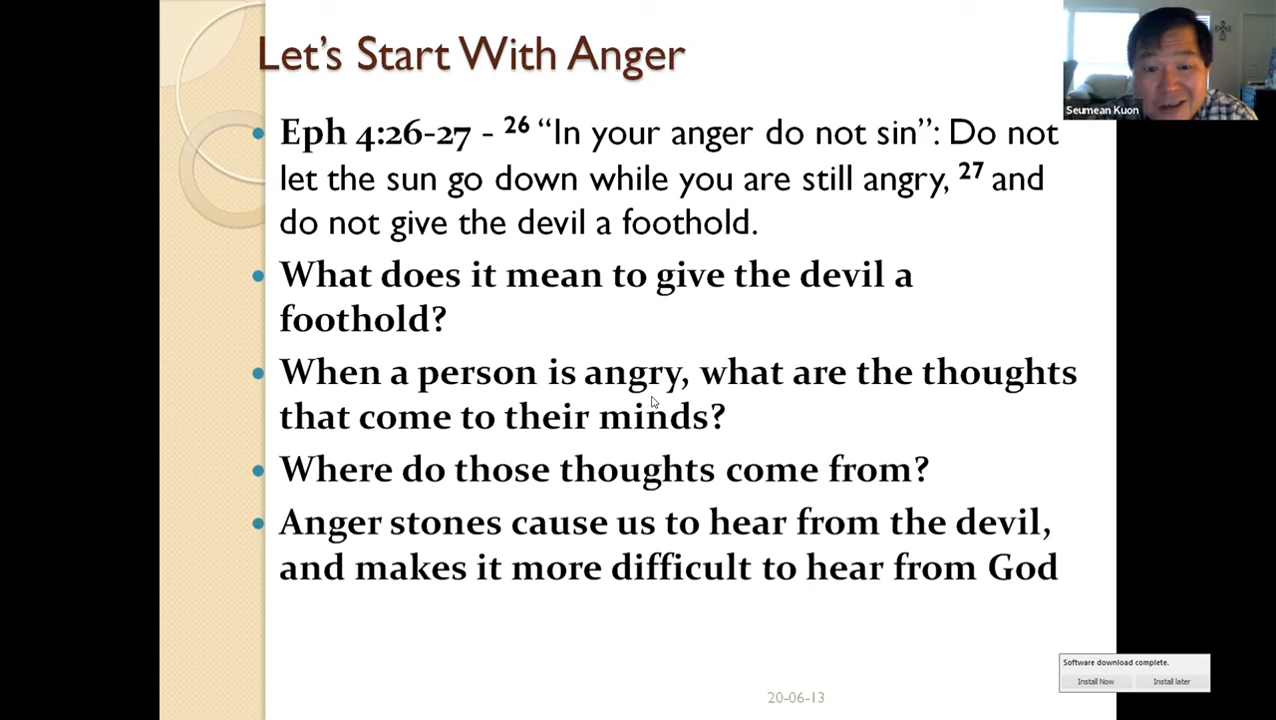 Let's Start With Anger
Seumean Kuon
• Eph 4:26-27 - 26 “In your anger do not sin”: Do not
let the sun go down while you are still angry, 27 and
do not give the devil a foothold.
• What does it mean to give the devil a
foothold?
• When a person is angry, what are the thoughts
that come to their minds?
• Where do those thoughts come from?
• Anger stones cause us to hear from the devil,
and makes it more difficult to hear from God
Software download complete.
Install Now Install later
20-06-13